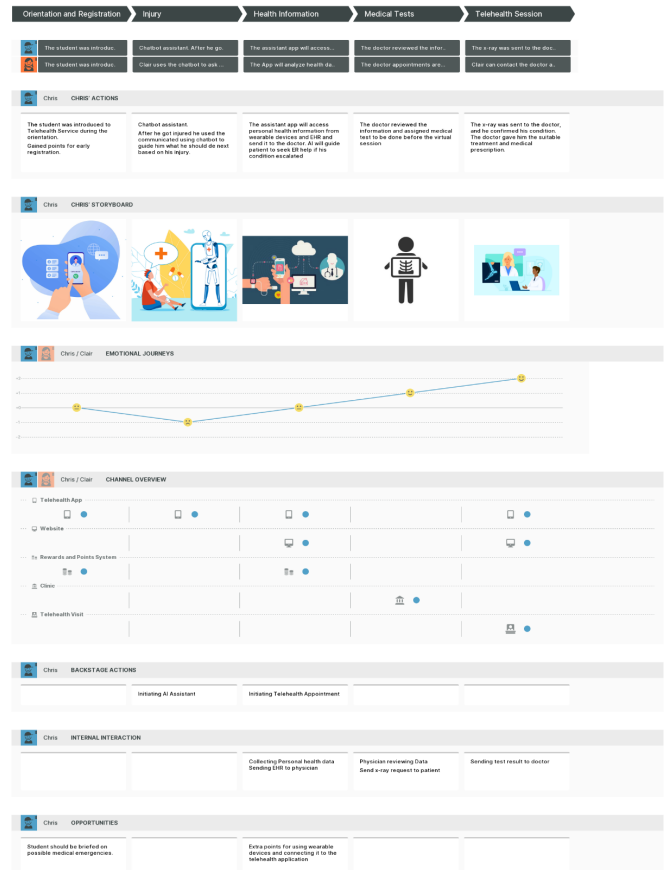 Orientation and Registration
Injury
Health Information
Medical Tests
Telehealth Session
The student was introduc.
Chatbot assistant. After he go.
The assistant app will access...
The doctor reviewed the infor..
The x-ray was sent to the doc..
The student was introduc.
Clair uses the chatbot to ask ...
The App will analyze health da..
The doctor appointments are...
Clae can contact the doctor a..
Chris CHRIS' ACTIONS
The student was introduced to
Telehealth Service during the
orientation.
Gained points for early
registration.
Chatbot assistant.
After he got injured he used the
communicated using chatbot to
guide him what he should de next
based on his injury.
The assistant app will access
personal health information from
wearable devices and EHR and
send it to the doctor. AI will guide
patient to seek ER help if his
condition escalated
The doctor reviewed the
information and assigned medical
test to be done before the virtual
session
The x-ray was sent to the doctor,
and he confirmed his condition.
The doctor gave him the suitable
treatment and medical
prescription.
Chris CHRIS' STORYBOARD
Chris / Clair EMOTIONAL JOURNEYS
Chris / Clair CHANNEL OVERVIEW
Telehealth App
Website
Rewards and Points System
Clinic
Telehealth Visit
Chris BACKSTAGE ACTIONS
Initiating AI Assistant
Initiating Telehealth Appointment
Chris INTERNAL INTERACTION
Collecting Personal health data
Sending EHR to physician
Physician reviewing Data
Send x-ray request to patient
Sending test result to doctor
Chris OPPORTUNITIES
Student should be briefed on
possible medical emergencies.
Extra points for using wearable
devices and connecting it to the
telehealth application